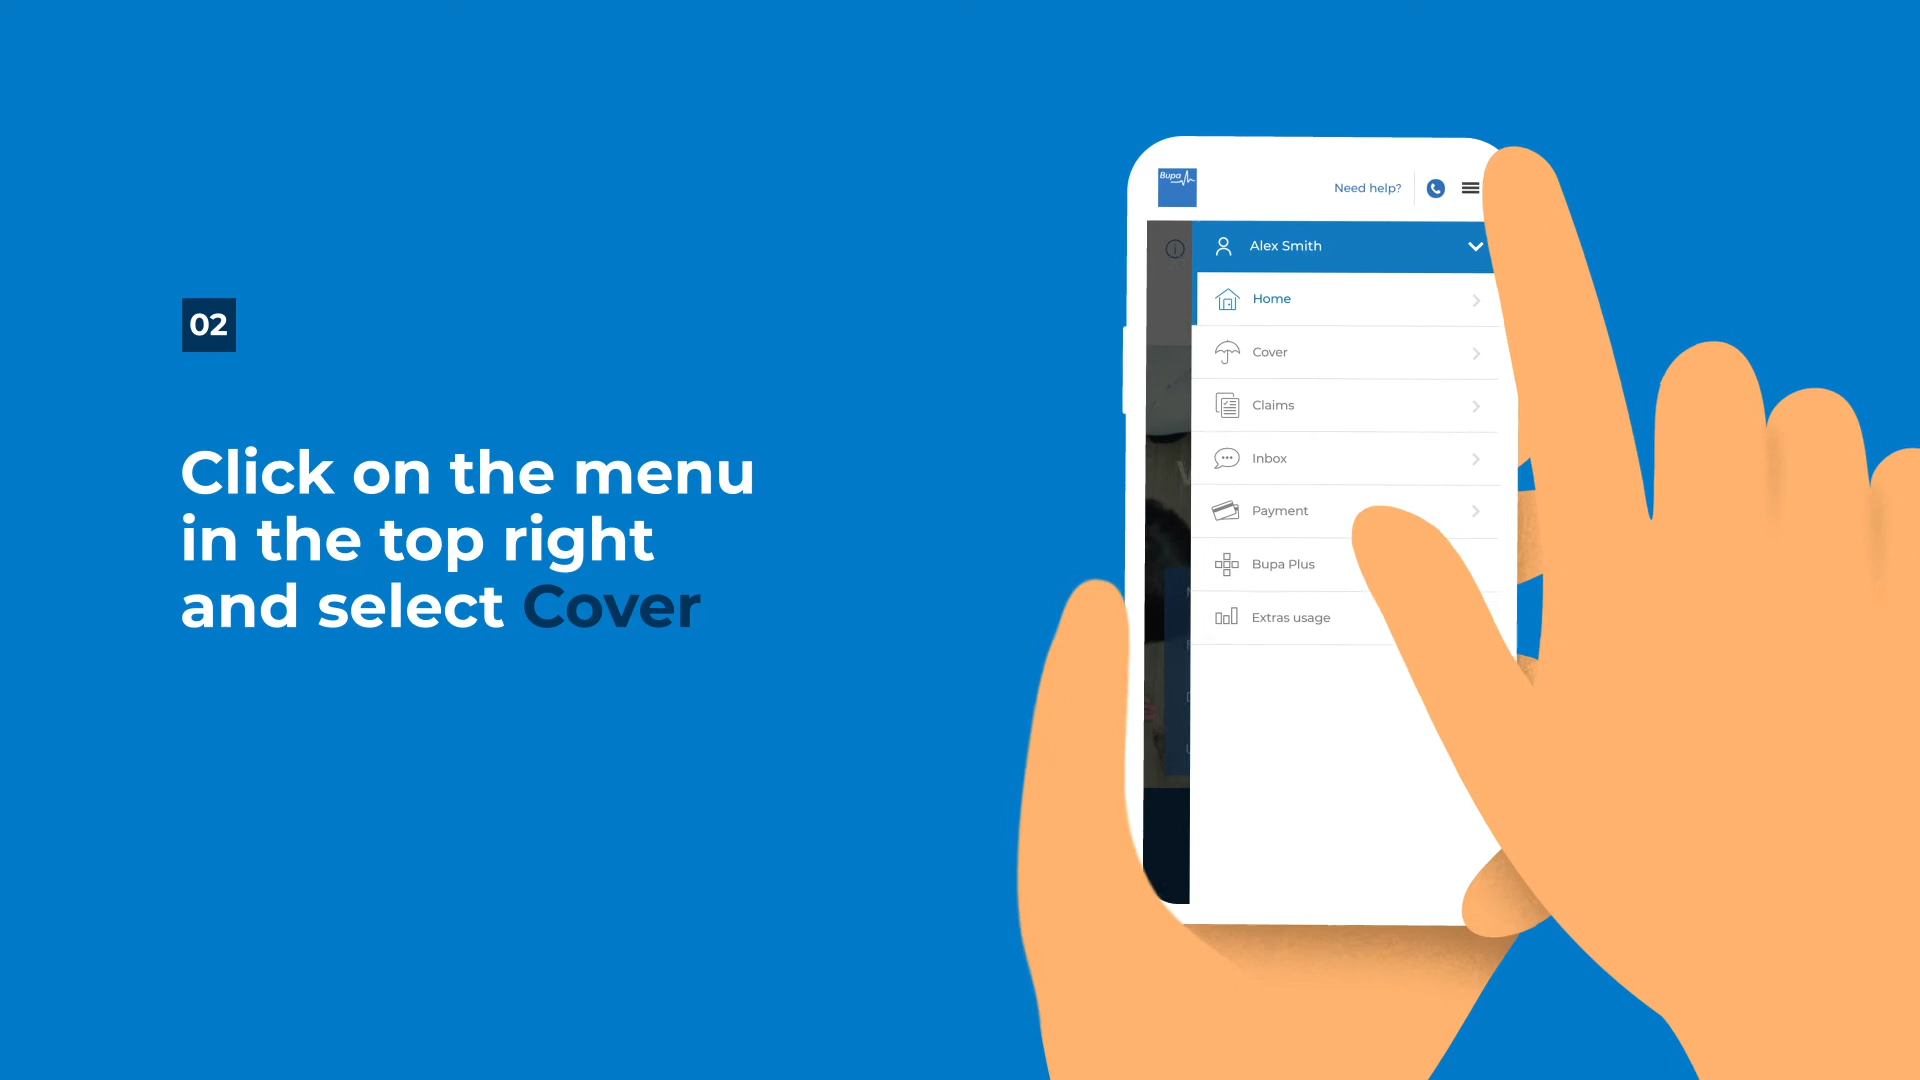 02
Click on the menu
in the top right
and select Cover
Bupa
Need help?
Alex Smith
Home
Cover
Claims
Inbox
Payment
Bupa Plus
Extras usage